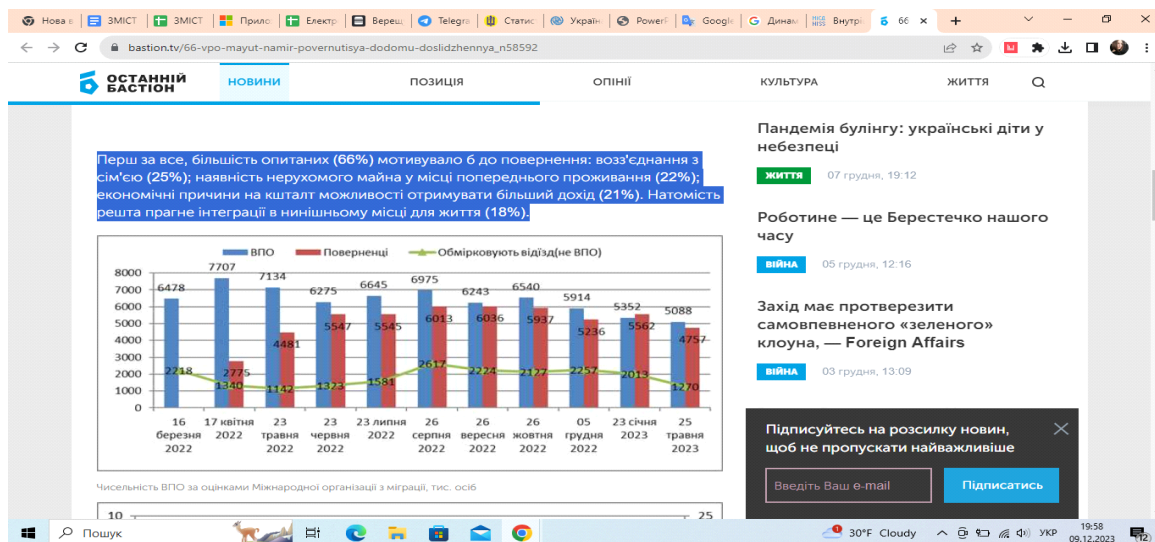 Нова в
ЗМІСТ
ЗМІСТ
Прило:
Електр
Верещ
Telegra
Статис
Україн
PowerF
Google
Динам
Внутрі
66
bastion.tv/66-vpo-mayut-namir-povernutisya-dodomu-doslidzhennya_n58592
ОСТАННІЙ
БАСТІОН
НОВИНИ
ПОЗИЦІЯ
ОПІНІЇ
КУЛЬТУРА
ЖИТТЯ
Перш за все, більшість опитаних (66%) мотивувало б до повернення: возз'єднання з
сім'єю (25%); наявність нерухомого майна у місці попереднього проживання (22%);
економічні причини на кшталт можливості отримувати більший дохід (21%). Натомість
решта прагне інтеграції в нинішньому місці для життя (18%).
ВПО Поверненці Обмірковують відїзд(не ВПО)
8000
7000
6000
5000
4000
3000
2000
1000
0
6478 7707 7134 6275 6645 6975 6243 6540 5914 5352 5088
2775 4481 5547 5545 6013 6036 5937 5236 5562 4757
2218 1340 1142 1323 1581 2617 2224 2127 2257 2013 1270
16 17 квітня 23 23 23 липня 26 26 26 05 23 січня 25
березня 2022 травня червня 2022 серпня вересня жовтня грудня 2023 травня
2022 2022 2022 2022 2022 2022 2022 2023
Чисельність ВПО за оцінками Міжнародної організації з міграції, тис. осіб
10 25
Пандемія булінгу: українські діти у
небезпеці
ЖИТТЯ 07 грудня, 19:12
Роботине — це Берестечко нашого
часу
ВІЙНА 05 грудня, 12:16
Захід має протверезити
самовпевненого «зеленого»
клоуна, — Foreign Affairs
ВІЙНА 03 грудня, 13:09
Підписуйтесь на розсилку новин,
щоб не пропускати найважливіше
Введіть Ваш e-mail
Підписатись
Пошук
30°F Cloudy
УКР
19:58
09.12.2023